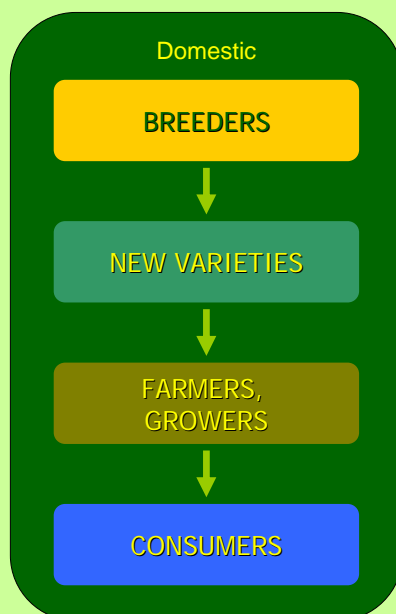 Domestic
BREEDERS
NEW VARIETIES
FARMERS,
GROWERS
CONSUMERS